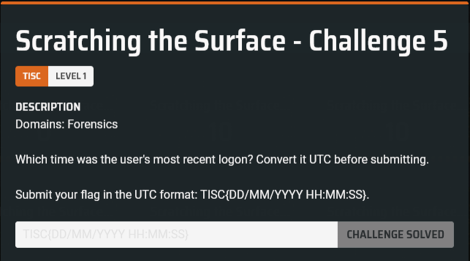 Scratching the Surface - Challenge 5
TISC LEVEL 1
DESCRIPTION
Domains: Forensics
Which time was the user's most recent logon? Convert it UTC before submitting.
Submit your flag in the UTC format: TISC{DD/MM/YYYY HH:MM:SS}.
TISC{DD/MM/YYYY HH:MM:SS} CHALLENGE SOLVED